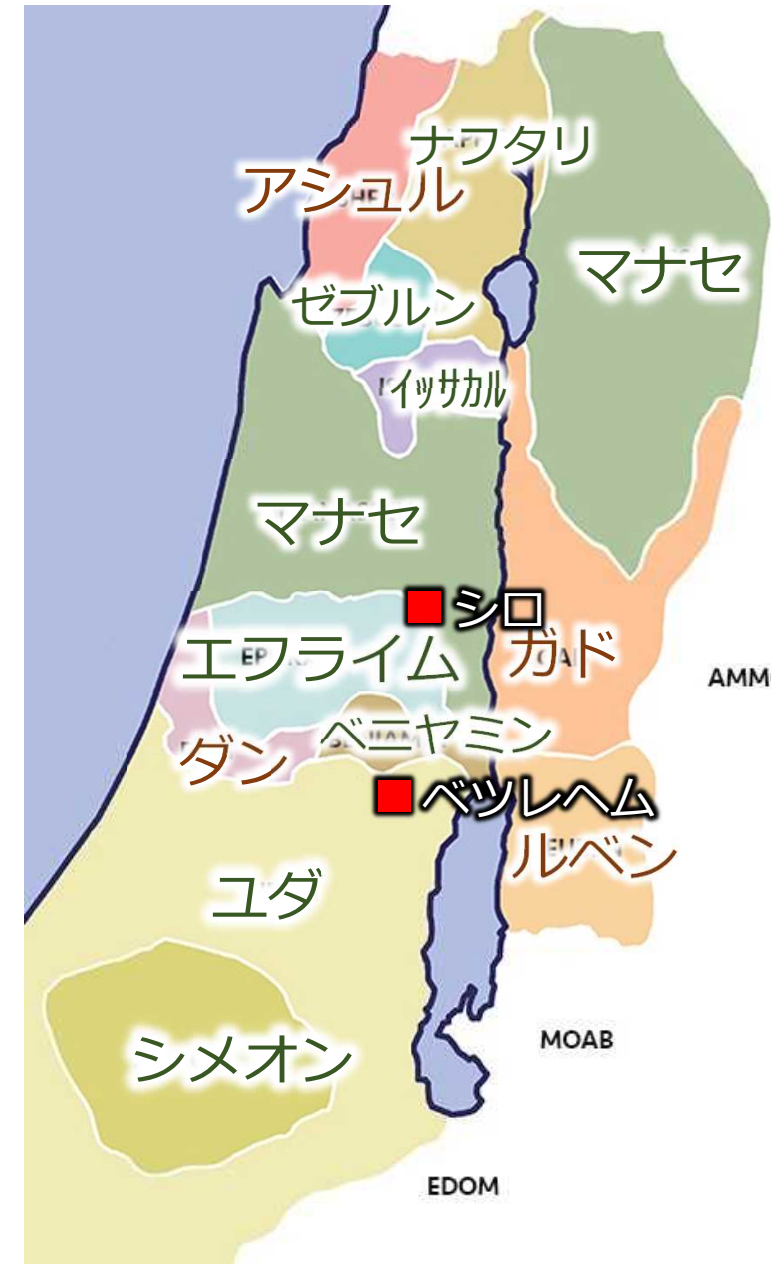 ナフタリ
アシュル
マナセ
ゼブルン
イッサカル
マナセ
シロ
エフライム
ガド
AMM
ベニヤミン
ダン
ベツレヘム
ルベン
ユダ
MOAB
シメオン
EDOM